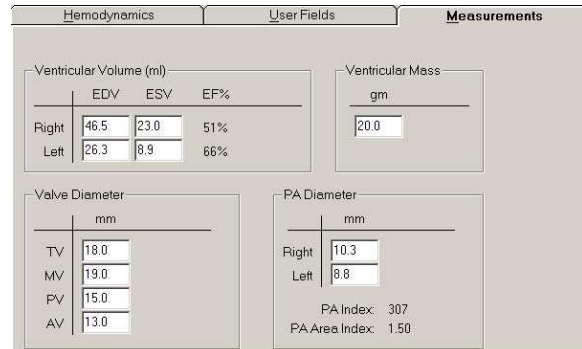 Hemodynamics User Fields Measurements
Ventricular Volume (ml) Ventricular Mass
EDV ESV EF% gm
Right 46.5 23.0 51% 20.0
Left 26.3 8.9 66%
Valve Diameter PA Diameter
mm mm
TV 18.0 Right 10.3
MV 19.0 Left 8.8
PV 15.0 PA Index: 307
AV 13.0 PA Area Index: 1.50